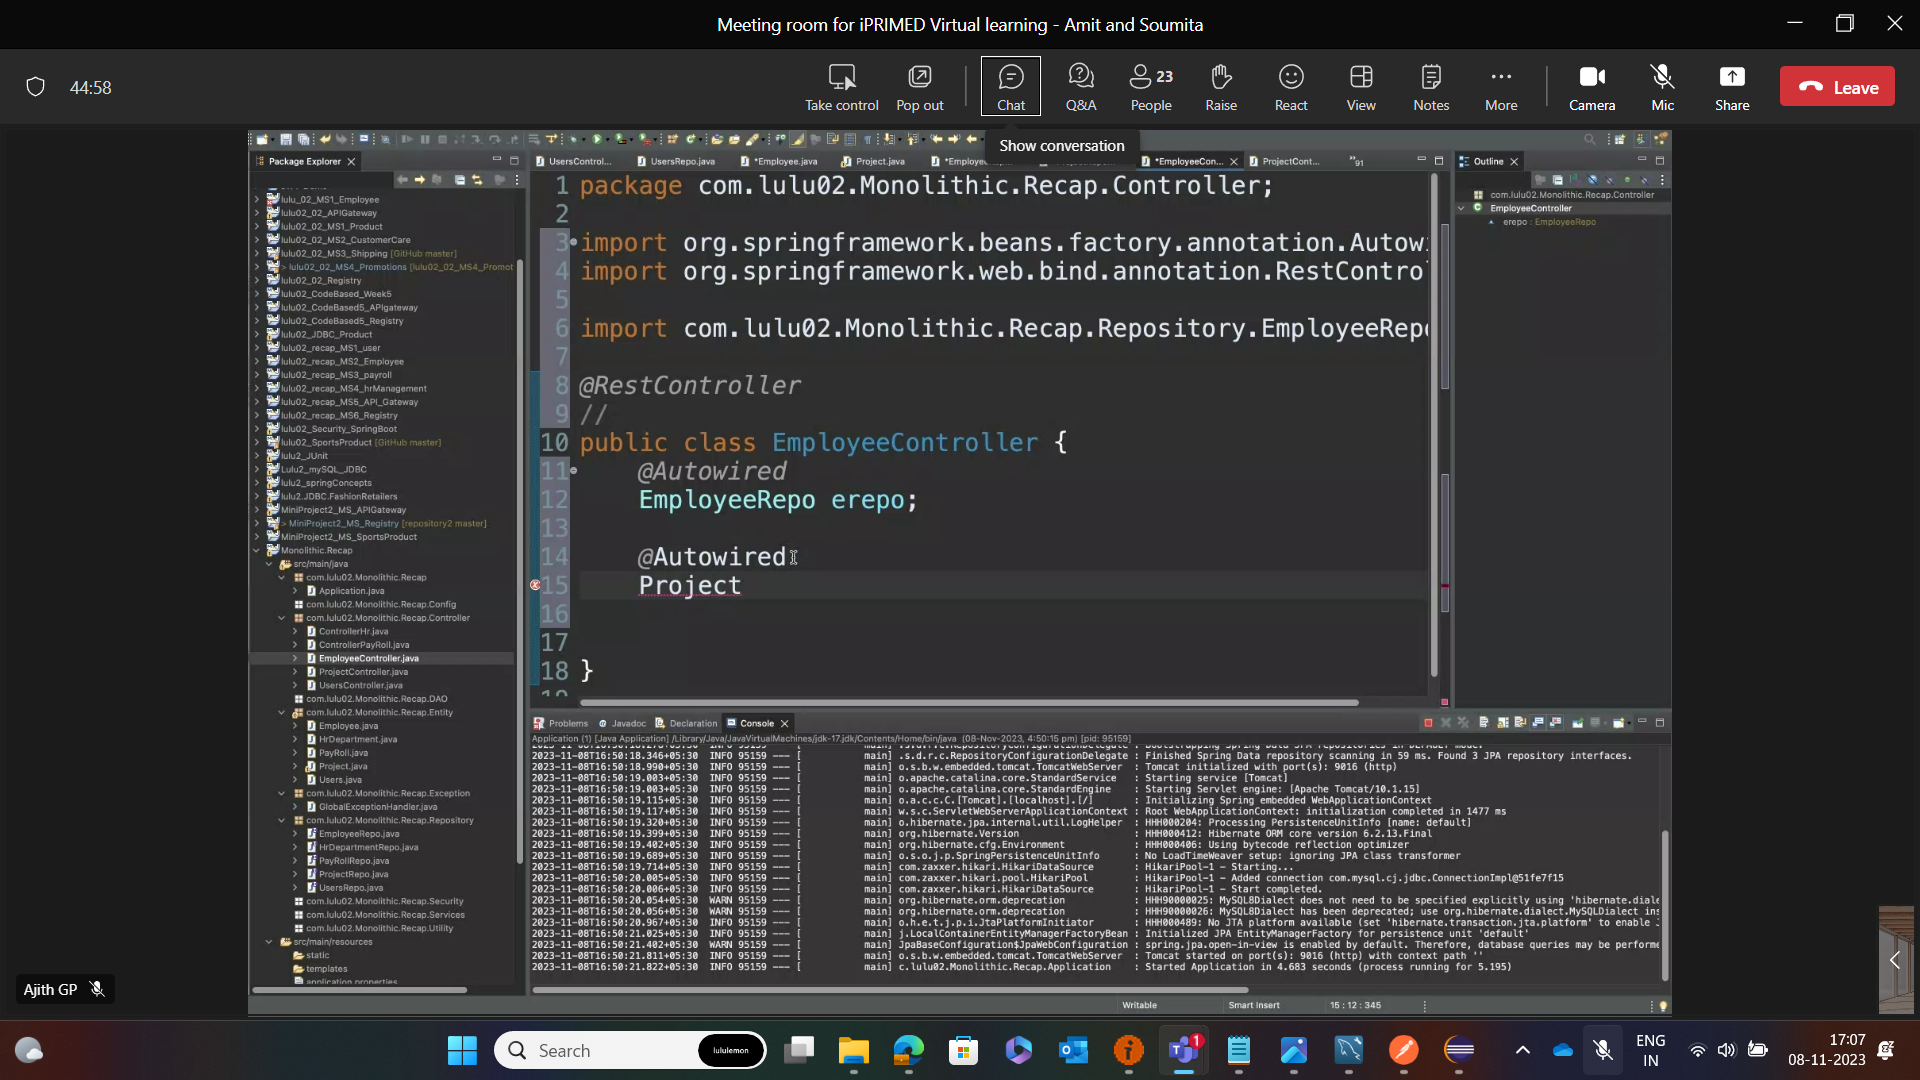 Meeting room for iPRIMED Virtual learning - Amit and Soumita
44:58
Take control
Pop out
Chat
Q&A
23
People
Raise
React
View
Notes
More
Camera
Mic
Share
Leave
Show conversation
Package Explorer
lulu_02_MS1_Employee
lulu02_02_APIGateway
lulu02_02_MS1_Product
lulu02_02_MS2_CustomerCare
lulu02_02_MS3_Shipping [GitHub master]
> lulu02_02_MS4_Promotions [lulu02_02_MS4_Promot
lulu02_02_Registry
lulu02_CodeBased_Week5
lulu02_CodeBased5_APIgateway
lulu02_CodeBased5_Registry
lulu02_JDBC_Product
lulu02_recap_MS1_user
lulu02_recap_MS2_Employee
lulu02_recap_MS3_payroll
lulu02_recap_MS4_hrManagement
lulu02_recap_MS5_API_Gateway
lulu02_recap_MS6_Registry
lulu02_Security_SpringBoot
lulu02_SportsProduct [GitHub master]
lulu2_JUnit
Lulu2_mySQL_JDBC
lulu2_springConcepts
lulu2.JDBC.FashionRetailers
MiniProject2_MS_APIGateway
> MiniProject2_MS_Registry [repository2 master]
MiniProject2_MS_SportsProduct
Monolithic.Recap
src/main/java
com.lulu02.Monolithic.Recap
Application.java
com.lulu02.Monolithic.Recap.Config
com.lulu02.Monolithic.Recap.Controller
ControllerHr.java
ControllerPayRoll.java
EmployeeController.java
ProjectController.java
UsersController.java
com.lulu02.Monolithic.Recap.DAO
com.lulu02.Monolithic.Recap.Entity
Employee.java
HrDepartment.java
PayRoll.java
Project.java
Users.java
com.lulu02.Monolithic.Recap.Exception
GlobalExceptionHandler.java
com.lulu02.Monolithic.Recap.Repository
EmployeeRepo.java
HrDepartmentRepo.java
PayRollRepo.java
ProjectRepo.java
UsersRepo.java
com.lulu02.Monolithic.Recap.Security
com.lulu02.Monolithic.Recap.Services
com.lulu02.Monolithic.Recap.Utility
src/main/resources
static
templates
application.properties
UsersControl...
UsersRepo.java
*Employee.java
Project.java
*EmployeeCon...
ProjectCont...
»91
1 package com.lulu02.Monolithic.Recap.Controller;
2
3 import org.springframework.beans.factory.annotation.Autowi
4 import org.springframework.web.bind.annotation.RestContro
5
6 import com.lulu02.Monolithic.Recap.Repository.EmployeeRepo
7
8 @RestController
9 //
10 public class EmployeeController {
11 @Autowired
12 EmployeeRepo erepo;
13
14 @Autowired
15 Project
16
17
18 }
Outline
com.lulu02.Monolithic.Recap.Controller
EmployeeController
erepo : EmployeeRepo
Problems
Javadoc
Declaration
Console
Application (1) [Java Application] /Library/Java/JavaVirtualMachines/jdk-17.jdk/Contents/Home/bin/java (08-Nov-2023, 4:50:15 pm) [pid: 95159]
2023-11-08T16:50:18.346+05:30 INFO 95159 --- [ main] .s.d.r.c.RepositoryConfigurationDelegate : Finished Spring Data repository scanning in 59 ms. Found 3 JPA repository interfaces.
2023-11-08T16:50:18.990+05:30 INFO 95159 --- [ main] o.s.b.w.embedded.tomcat.TomcatWebServer : Tomcat initialized with port(s): 9016 (http)
2023-11-08T16:50:19.003+05:30 INFO 95159 --- [ main] o.apache.catalina.core.StandardService : Starting service [Tomcat]
2023-11-08T16:50:19.003+05:30 INFO 95159 --- [ main] o.apache.catalina.core.StandardEngine : Starting Servlet engine: [Apache Tomcat/10.1.15]
2023-11-08T16:50:19.115+05:30 INFO 95159 --- [ main] o.a.c.c.C.[Tomcat].[localhost].[/] : Initializing Spring embedded WebApplicationContext
2023-11-08T16:50:19.117+05:30 INFO 95159 --- [ main] w.s.c.ServletWebServerApplicationContext : Root WebApplicationContext: initialization completed in 1477 ms
2023-11-08T16:50:19.320+05:30 INFO 95159 --- [ main] o.hibernate.jpa.internal.util.LogHelper : HHH000204: Processing PersistenceUnitInfo [name: default]
2023-11-08T16:50:19.399+05:30 INFO 95159 --- [ main] org.hibernate.Version : HHH000412: Hibernate ORM core version 6.2.13.Final
2023-11-08T16:50:19.402+05:30 INFO 95159 --- [ main] org.hibernate.cfg.Environment : HHH000406: Using bytecode reflection optimizer
2023-11-08T16:50:19.689+05:30 INFO 95159 --- [ main] o.s.o.j.p.SpringPersistenceUnitInfo : No LoadTimeWeaver setup: ignoring JPA class transformer
2023-11-08T16:50:19.714+05:30 INFO 95159 --- [ main] com.zaxxer.hikari.HikariDataSource : HikariPool-1 - Starting...
2023-11-08T16:50:20.005+05:30 INFO 95159 --- [ main] com.zaxxer.hikari.pool.HikariPool : HikariPool-1 - Added connection com.mysql.cj.jdbc.ConnectionImpl@51fe7f15
2023-11-08T16:50:20.006+05:30 INFO 95159 --- [ main] com.zaxxer.hikari.HikariDataSource : HikariPool-1 - Start completed.
2023-11-08T16:50:20.054+05:30 WARN 95159 --- [ main] org.hibernate.orm.deprecation : HHH90000025: MySQL8Dialect does not need to be specified explicitly using 'hibernate.diale
2023-11-08T16:50:20.056+05:30 WARN 95159 --- [ main] org.hibernate.orm.deprecation : HHH90000026: MySQL8Dialect has been deprecated; use org.hibernate.dialect.MySQLDialect ins
2023-11-08T16:50:20.967+05:30 INFO 95159 --- [ main] o.h.e.t.j.p.i.JtaPlatformInitiator : HHH000489: No JTA platform available (set 'hibernate.transaction.jta.platform' to enable J
2023-11-08T16:50:21.025+05:30 INFO 95159 --- [ main] j.LocalContainerEntityManagerFactoryBean : Initialized JPA EntityManagerFactory for persistence unit 'default'
2023-11-08T16:50:21.402+05:30 WARN 95159 --- [ main] JpaBaseConfiguration$JpaWebConfiguration : spring.jpa.open-in-view is enabled by default. Therefore, database queries may be performe
2023-11-08T16:50:21.811+05:30 INFO 95159 --- [ main] o.s.b.w.embedded.tomcat.TomcatWebServer : Tomcat started on port(s): 9016 (http) with context path ''
2023-11-08T16:50:21.822+05:30 INFO 95159 --- [ main] c.lulu02.Monolithic.Recap.Application : Started Application in 4.683 seconds (process running for 5.195)
Writable
Smart Insert
15 : 12 : 345
Ajith GP
Search
lululemon
1
ENG
IN
17:07
08-11-2023